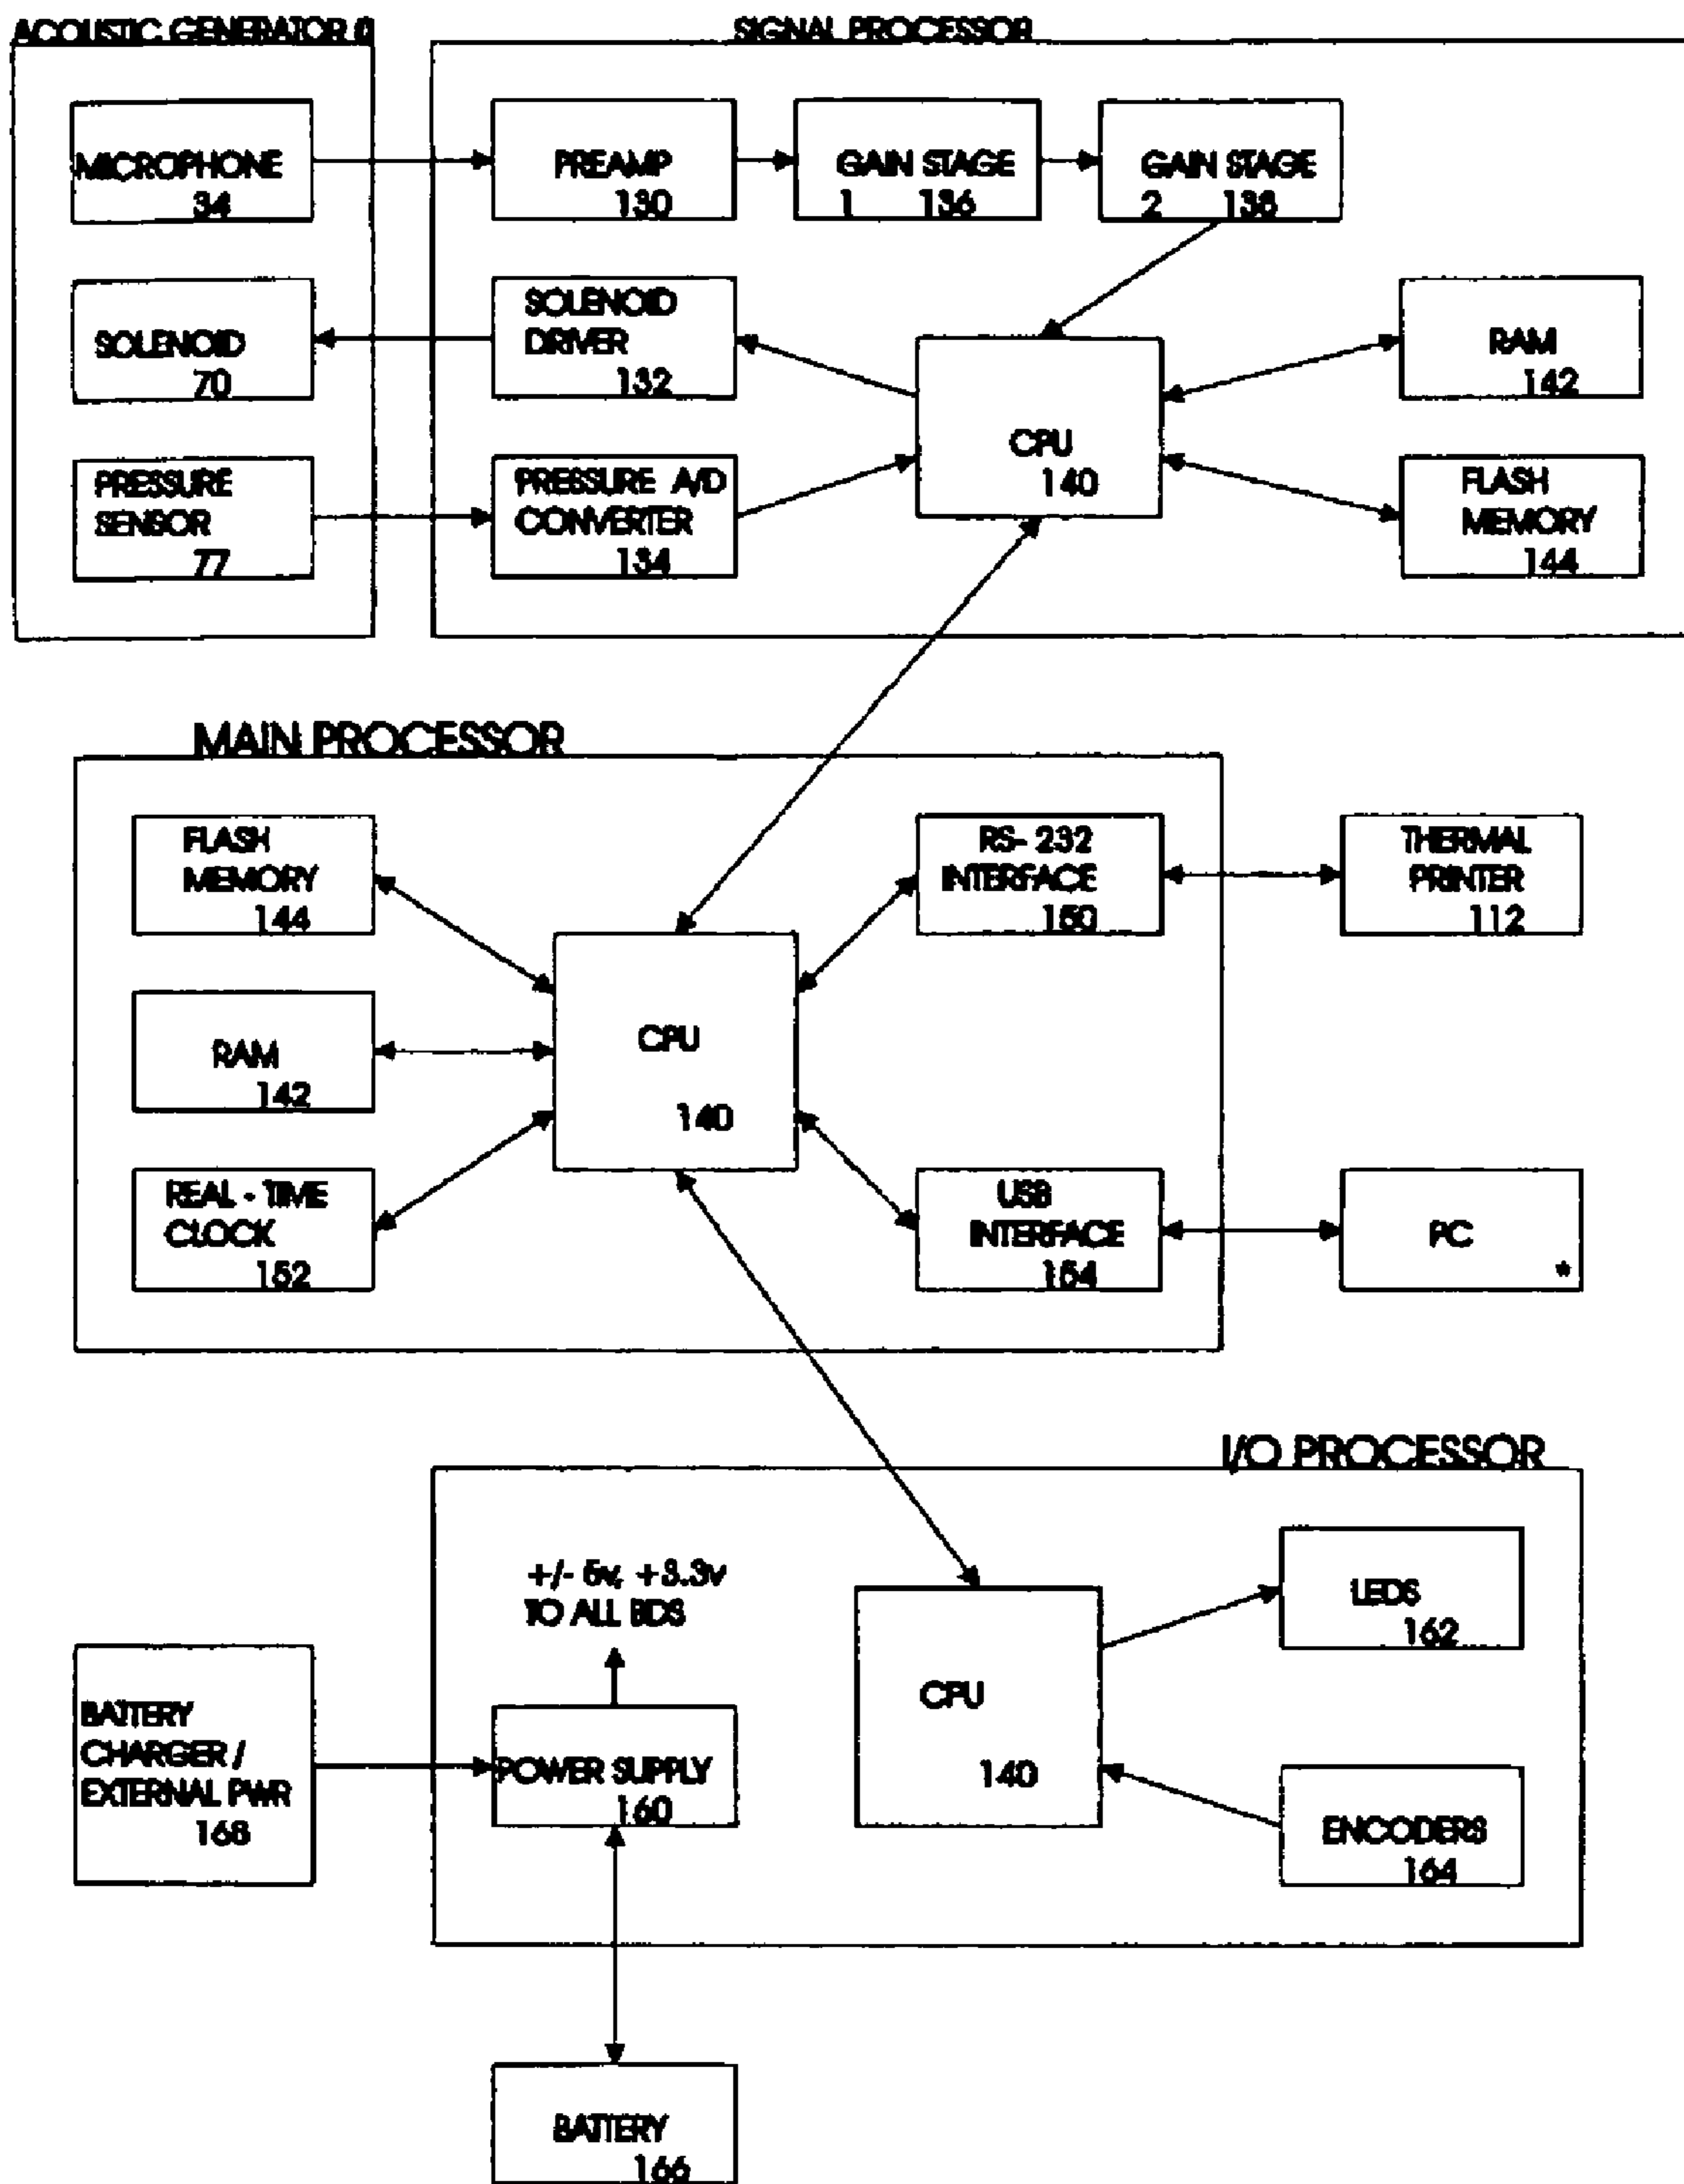 ACOUSTIC GENERATOR
SIGNAL PROCESSOR
MICROPHONE
34
PREAMP
130
GAIN STAGE
1 136
GAIN STAGE
2 138
SOLENOID
70
SOLENOID
DRIVER
132
CPU
140
RAM
142
PRESSURE
SENSOR
77
PRESSURE A/D
CONVERTER
134
FLASH
MEMORY
144
MAIN PROCESSOR
FLASH
MEMORY
144
RS-232
INTERFACE
150
THERMAL
PRINTER
112
RAM
142
CPU
140
REAL - TIME
CLOCK
152
USB
INTERFACE
154
PC
*
I/O PROCESSOR
+/- 5v, +3.3v
TO ALL BDS
LEDS
162
BATTERY
CHARGER /
EXTERNAL PWR
168
POWER SUPPLY
160
CPU
140
ENCODERS
164
BATTERY
166